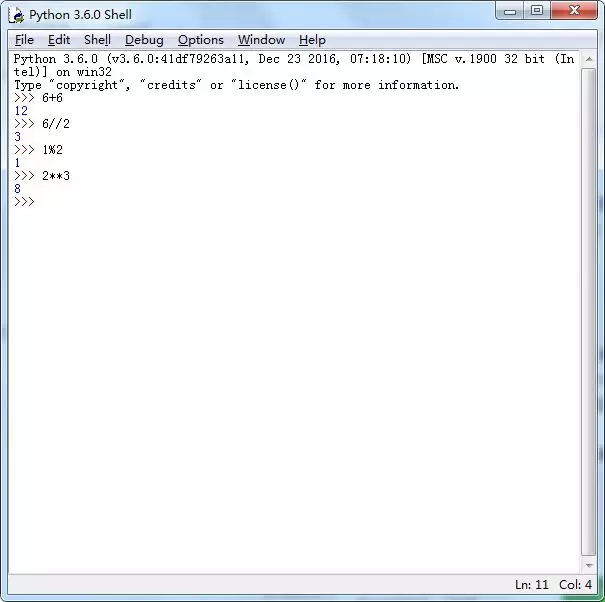 Python 3.6.0 Shell
File Edit Shell Debug Options Window Help
Python 3.6.0 (v3.6.0:41df79263a11, Dec 23 2016, 07:18:10) [MSC v.1900 32 bit (In
tel)] on win32
Type "copyright", "credits" or "license()" for more information.
>>> 6+6
12
>>> 6//2
3
>>> 1%2
1
>>> 2**3
8
>>>
Ln: 11 Col: 4